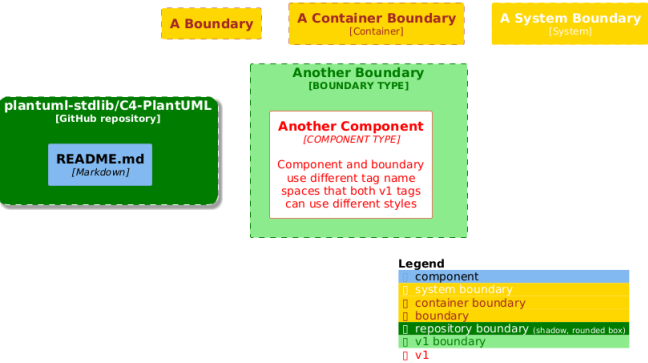 A Boundary
A Container Boundary
[Container]
A System Boundary
[System]
plantuml-stdlib/C4-PlantUML
[GitHub repository]
README.md
[Markdown]
Another Boundary
[BOUNDARY TYPE]
Another Component
[COMPONENT TYPE]
Component and boundary
use different tag name
spaces that both v1 tags
can use different styles
Legend
component
system boundary
container boundary
boundary
repository boundary (shadow, rounded box)
v1 boundary
v1